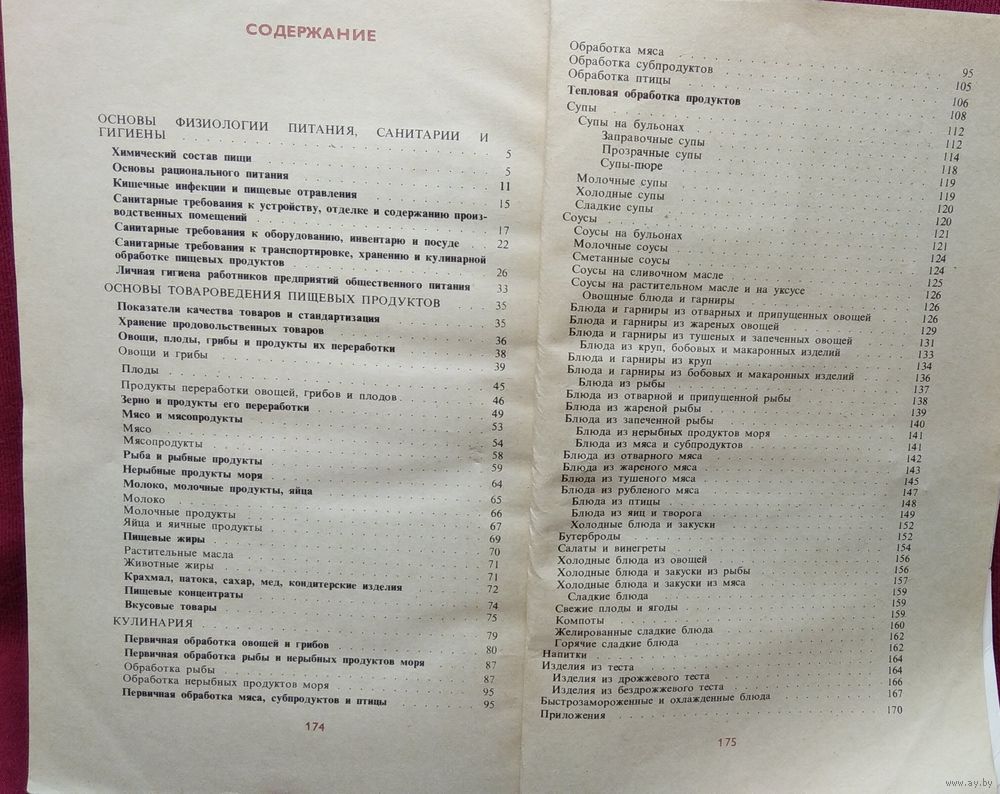 СОДЕРЖАНИЕ
ОСНОВЫ ФИЗИОЛОГИИ ПИТАНИЯ, САНИТАРИИ И
ГИГИЕНЫ 5
Химический состав пищи 5
Основы рационального питания 11
Кишечные инфекции и пищевые отравления 15
Санитарные требования к устройству, отделке и содержанию произ-
водственных помещений 17
Санитарные требования к оборудованию, инвентарю и посуде 22
Санитарные требования к транспортировке, хранению и кулинарной
обработке пищевых продуктов 26
Личная гигиена работников предприятий общественного питания 33
ОСНОВЫ ТОВАРОВЕДЕНИЯ ПИЩЕВЫХ ПРОДУКТОВ 35
Показатели качества товаров и стандартизация 35
Хранение продовольственных товаров 36
Овощи, плоды, грибы и продукты их переработки 38
Овощи и грибы 39
Плоды 45
Продукты переработки овощей, грибов и плодов 46
Зерно и продукты его переработки 49
Мясо и мясопродукты 53
Мясо 54
Мясопродукты 58
Рыба и рыбные продукты 59
Нерыбные продукты моря 64
Молоко, молочные продукты, яйца 65
Молоко 66
Молочные продукты 67
Яйца и яичные продукты 69
Пищевые жиры 70
Растительные масла 71
Животные жиры 71
Крахмал, патока, сахар, мед, кондитерские изделия 72
Пищевые концентраты 74
Вкусовые товары 75
КУЛИНАРИЯ 79
Первичная обработка овощей и грибов 80
Первичная обработка рыбы и нерыбных продуктов моря 87
Обработка рыбы 87
Обработка нерыбных продуктов моря 95
Первичная обработка мяса, субпродуктов и птицы 95
174
Обработка мяса 95
Обработка субпродуктов 105
Обработка птицы 106
Тепловая обработка продуктов 108
Супы 112
Супы на бульонах 112
Заправочные супы 114
Прозрачные супы 118
Супы-пюре 119
Молочные супы 119
Холодные супы 120
Сладкие супы 120
Соусы 121
Соусы на бульонах 121
Молочные соусы 124
Сметанные соусы 124
Соусы на сливочном масле 125
Соусы на растительном масле и на уксусе 126
Овощные блюда и гарниры 126
Блюда и гарниры из отварных и припущенных овощей 126
Блюда и гарниры из жареных овощей 129
Блюда и гарниры из тушеных и запеченных овощей 131
Блюда из круп, бобовых и макаронных изделий 133
Блюда и гарниры из круп 134
Блюда и гарниры из бобовых и макаронных изделий 136
Блюда из рыбы 137
Блюда из отварной и припущенной рыбы 138
Блюда из жареной рыбы 139
Блюда из запеченной рыбы 140
Блюда из нерыбных продуктов моря 141
Блюда из мяса и субпродуктов 141
Блюда из отварного мяса 142
Блюда из жареного мяса 143
Блюда из тушеного мяса 145
Блюда из рубленого мяса 147
Блюда из птицы 148
Блюда из яиц и творога 149
Холодные блюда и закуски 152
Бутерброды 152
Салаты и винегреты 154
Холодные блюда из овощей 156
Холодные блюда и закуски из рыбы 156
Холодные блюда и закуски из мяса 157
Сладкие блюда 159
Свежие плоды и ягоды 159
Компоты 159
Желированные сладкие блюда 160
Горячие сладкие блюда 162
Напитки 162
Изделия из теста 164
Изделия из дрожжевого теста 164
Изделия из бездрожжевого теста 166
Быстрозамороженные и охлажденные блюда 167
Приложения 170
175
www.ay.by